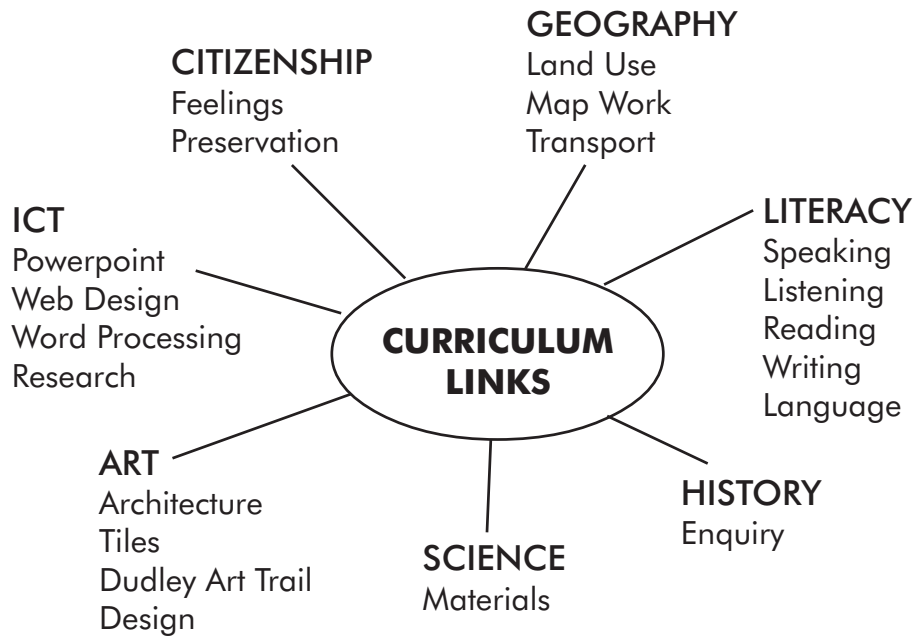 GEOGRAPHY
Land Use
Map Work
Transport
CITIZENSHIP
Feelings
Preservation
LITERACY
Speaking
Listening
Reading
Writing
Language
ICT
Powerpoint
Web Design
Word Processing
Research
CURRICULUM
LINKS
ART
Architecture
Tiles
Dudley Art Trail
Design
SCIENCE
Materials
HISTORY
Enquiry